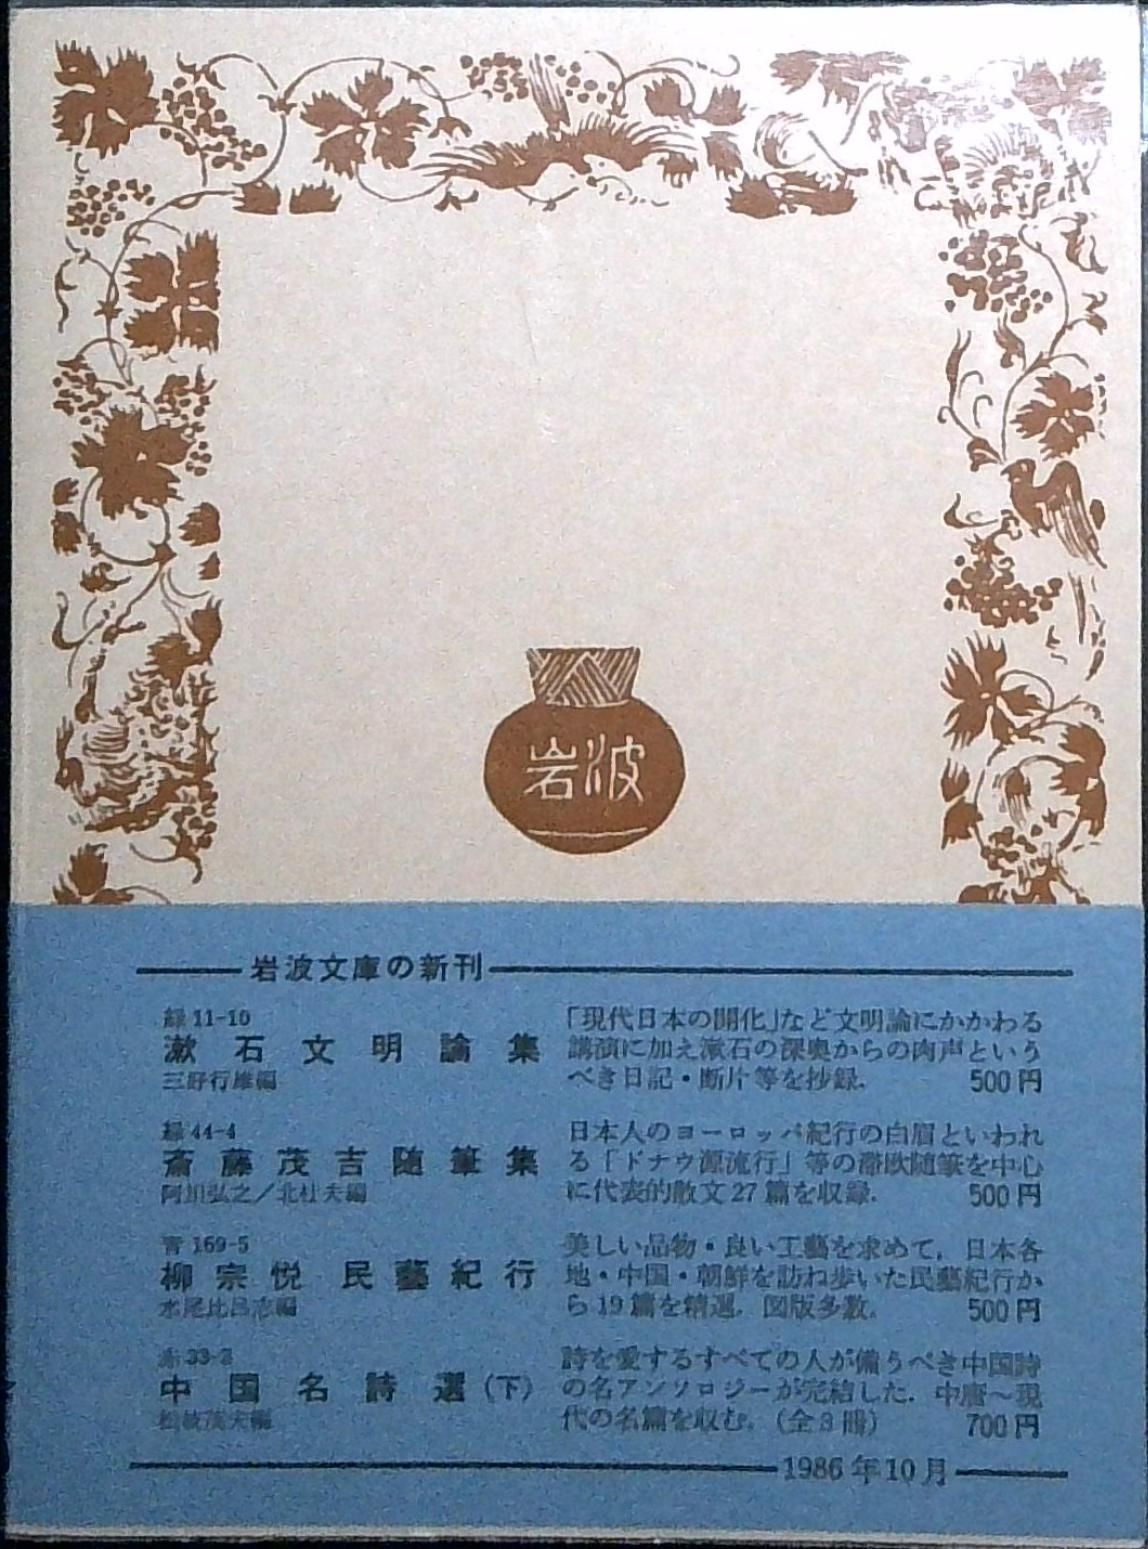 岩波
岩波文庫の新刊
緑11-10
漱石文明論集
三好行雄編
「現代日本の開化」など文明論にかかわる
講演に加え漱石の深奥からの肉声という
べき日記・断片等を抄録. 500円
緑44-4
斎藤茂吉随筆集
阿川弘之／北杜夫編
日本人のヨーロッパ紀行の白眉といわれ
る「ドナウ源流行」等の滞欧随筆を中心
に代表的散文27篇を収録. 500円
青169-5
柳宗悦 民藝紀行
水尾比呂志編
美しい品物・良い工藝を求めて, 日本各
地・中国・朝鮮を訪ね歩いた民藝紀行か
ら19篇を精選. 図版多数. 500円
赤33-3
中国名詩選(下)
松枝茂夫編
詩を愛するすべての人が備うべき中国詩
の名アンソロジーが完結した. 中唐〜現
代の名篇を収む. (全3冊) 700円
1986年10月